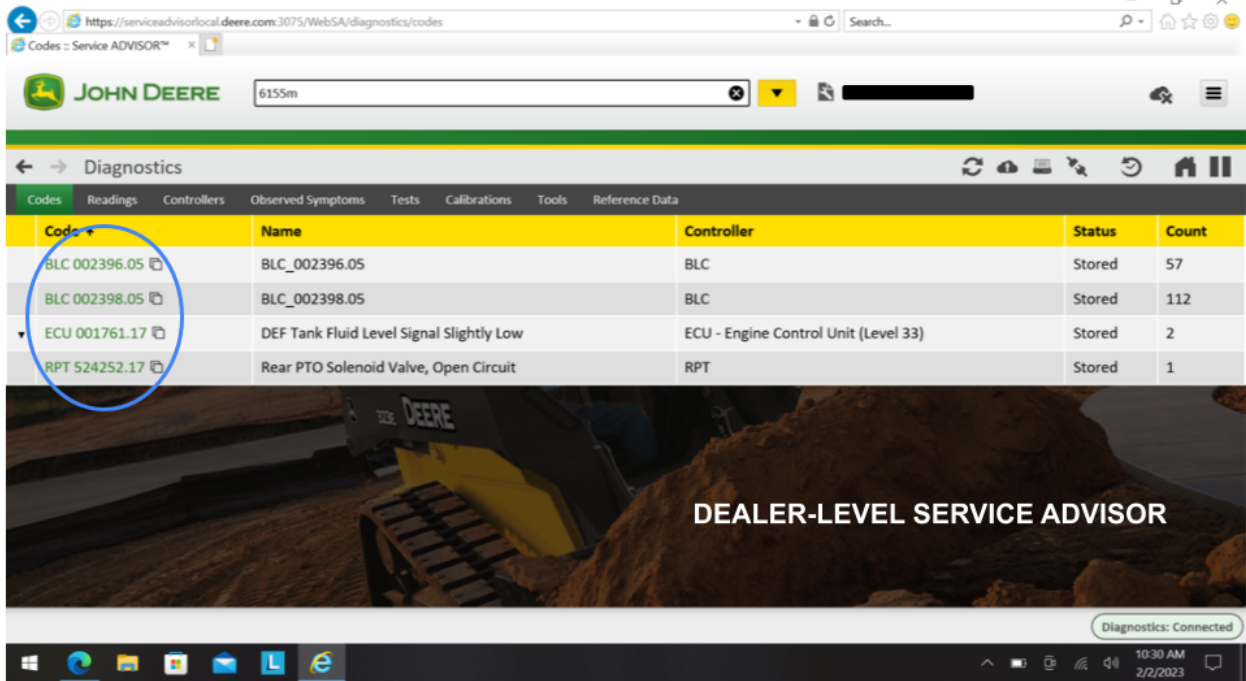 https://serviceadvisorlocal.deere.com:3075/WebSA/diagnostics/codes Search...
Codes :: Service ADVISOR™
JOHN DEERE 6155m
Diagnostics
Codes Readings Controllers Observed Symptoms Tests Calibrations Tools Reference Data
Code Name Controller Status Count
BLC 002396.05 BLC_002396.05 BLC Stored 57
BLC 002398.05 BLC_002398.05 BLC Stored 112
ECU 001761.17 DEF Tank Fluid Level Signal Slightly Low ECU - Engine Control Unit (Level 33) Stored 2
RPT 524252.17 Rear PTO Solenoid Valve, Open Circuit RPT Stored 1
DEERE
DEALER-LEVEL SERVICE ADVISOR
Diagnostics: Connected
L 10:30 AM
2/2/2023